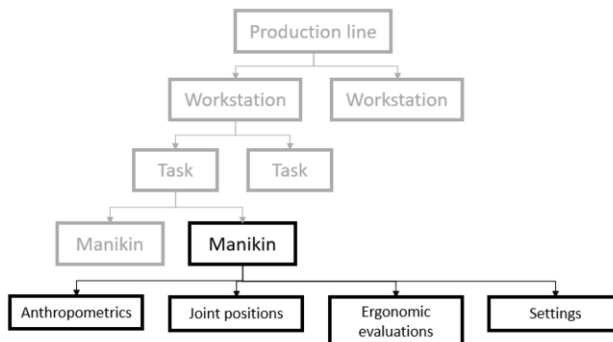 Production line
Workstation
Workstation
Task
Task
Manikin
Manikin
Anthropometrics
Joint positions
Ergonomic
evaluations
Settings